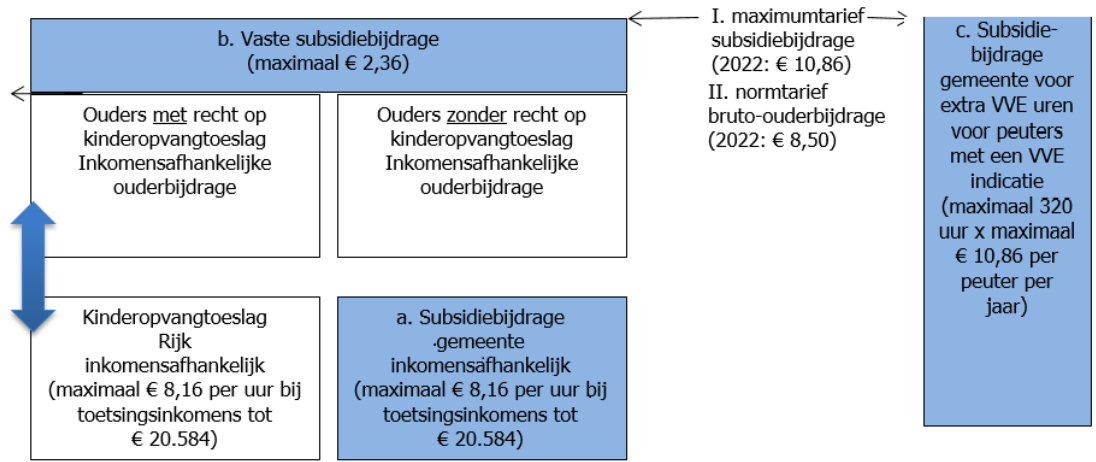 b. Vaste subsidiebijdrage
(maximaal € 2,36)
Ouders met recht op
kinderopvangtoeslag
Inkomensafhankelijke
ouderbijdrage
Ouders zonder recht op
kinderopvangtoeslag
Inkomensafhankelijke
ouderbijdrage
Kinderopvangtoeslag
Rijk
inkomensafhankelijk
(maximaal € 8,16 per uur bij
toetsingsinkomens tot
€ 20.584)
a. Subsidiebijdrage
gemeente
inkomensafhankelijk
(maximaal € 8,16 per uur bij
toetsingsinkomens tot
€ 20.584)
I. maximumtarief
subsidiebijdrage
(2022: € 10,86)
II. normtarief
bruto-ouderbijdrage
(2022: € 8,50)
c. Subsidie-
bijdrage
gemeente voor
extra VVE uren
voor peuters
met een VVE
indicatie
(maximaal 320
uur x maximaal
€ 10,86 per
peuter per
jaar)